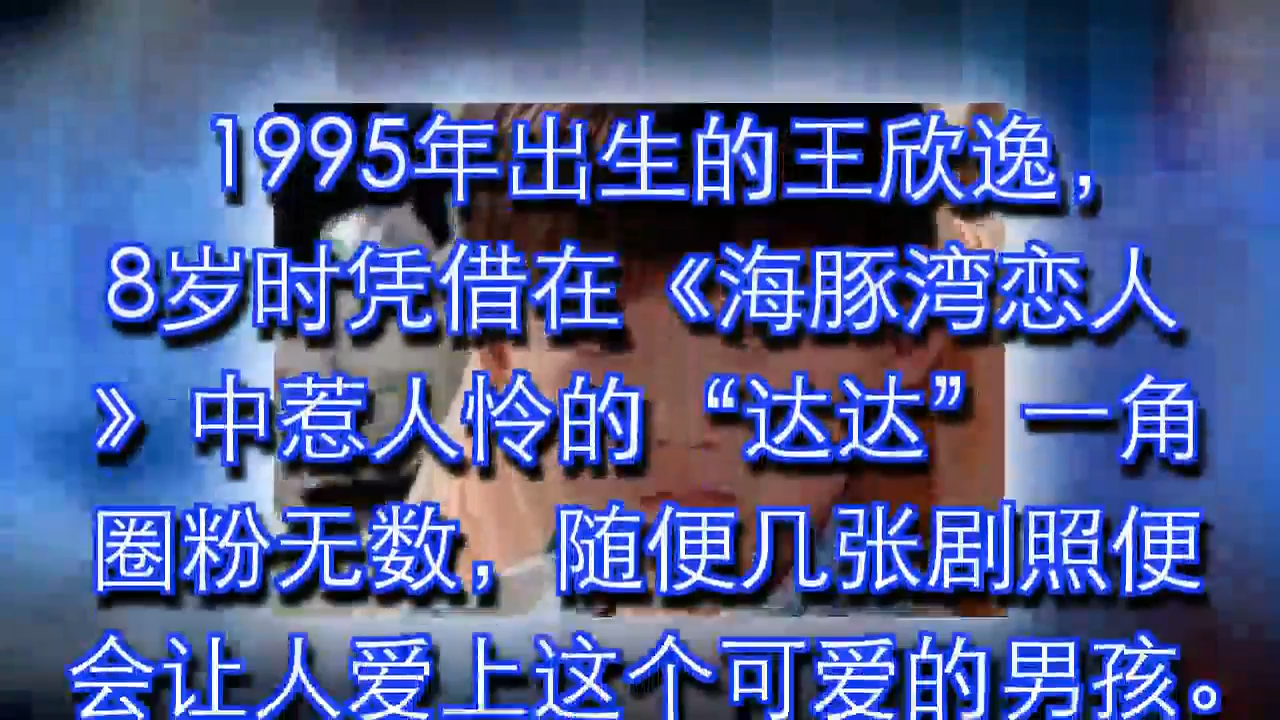 1995年出生的王欣逸，
8岁时凭借在《海豚湾恋人
》中惹人怜的“达达”一角
圈粉无数，随便几张剧照便
会让人爱上这个可爱的男孩。